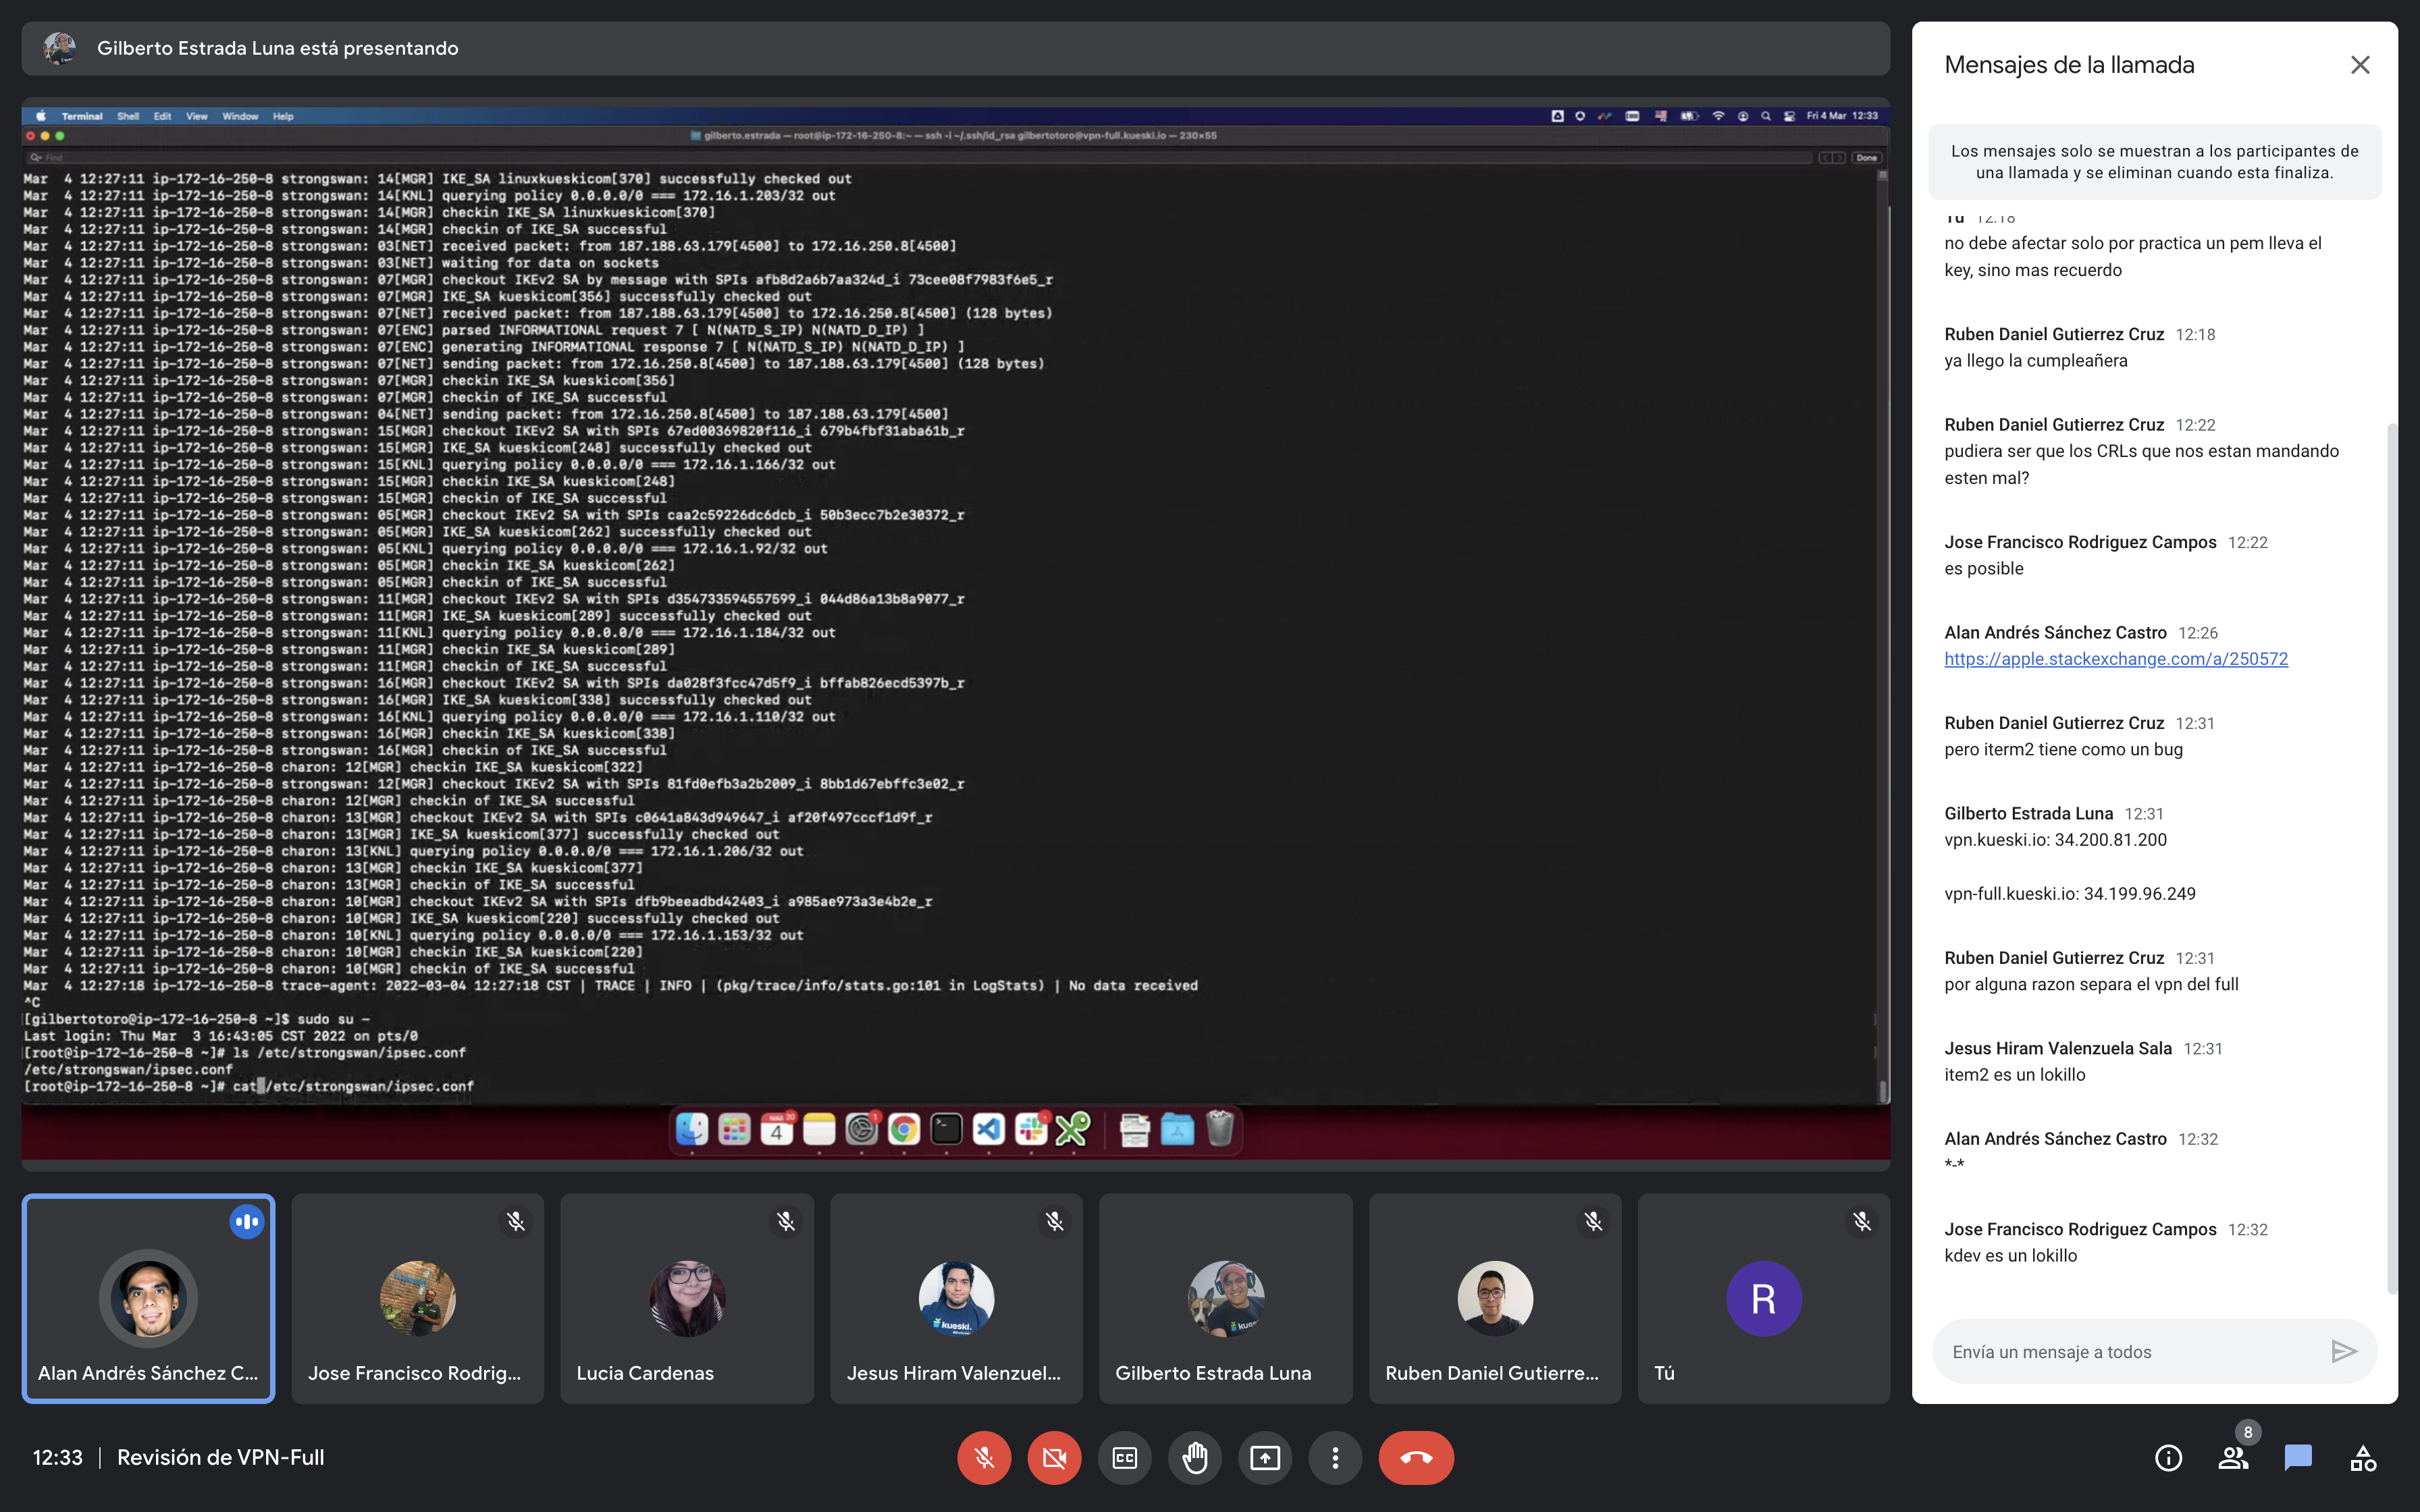 Gilberto Estrada Luna está presentando
Terminal Shell Edit View Window Help
Fri 4 Mar 12:33
gilberto.estrada — root@ip-172-16-250-8:~ — ssh -i ~/.ssh/id_rsa gilbertotoro@vpn-full.kueski.io — 230×55
Find
Done
Mar  4 12:27:11 ip-172-16-250-8 strongswan: 14[MGR] IKE_SA linuxkueskicom[370] successfully checked out
Mar  4 12:27:11 ip-172-16-250-8 strongswan: 14[KNL] querying policy 0.0.0.0/0 === 172.16.1.203/32 out
Mar  4 12:27:11 ip-172-16-250-8 strongswan: 14[MGR] checkin IKE_SA linuxkueskicom[370]
Mar  4 12:27:11 ip-172-16-250-8 strongswan: 14[MGR] checkin of IKE_SA successful
Mar  4 12:27:11 ip-172-16-250-8 strongswan: 03[NET] received packet: from 187.188.63.179[4500] to 172.16.250.8[4500]
Mar  4 12:27:11 ip-172-16-250-8 strongswan: 03[NET] waiting for data on sockets
Mar  4 12:27:11 ip-172-16-250-8 strongswan: 07[MGR] checkout IKEv2 SA by message with SPIs afb8d2a6b7aa324d_i 73cee08f7983f6e5_r
Mar  4 12:27:11 ip-172-16-250-8 strongswan: 07[MGR] IKE_SA kueskicom[356] successfully checked out
Mar  4 12:27:11 ip-172-16-250-8 strongswan: 07[NET] received packet: from 187.188.63.179[4500] to 172.16.250.8[4500] (128 bytes)
Mar  4 12:27:11 ip-172-16-250-8 strongswan: 07[ENC] parsed INFORMATIONAL request 7 [ N(NATD_S_IP) N(NATD_D_IP) ]
Mar  4 12:27:11 ip-172-16-250-8 strongswan: 07[ENC] generating INFORMATIONAL response 7 [ N(NATD_S_IP) N(NATD_D_IP) ]
Mar  4 12:27:11 ip-172-16-250-8 strongswan: 07[NET] sending packet: from 172.16.250.8[4500] to 187.188.63.179[4500] (128 bytes)
Mar  4 12:27:11 ip-172-16-250-8 strongswan: 07[MGR] checkin IKE_SA kueskicom[356]
Mar  4 12:27:11 ip-172-16-250-8 strongswan: 07[MGR] checkin of IKE_SA successful
Mar  4 12:27:11 ip-172-16-250-8 strongswan: 04[NET] sending packet: from 172.16.250.8[4500] to 187.188.63.179[4500]
Mar  4 12:27:11 ip-172-16-250-8 strongswan: 15[MGR] checkout IKEv2 SA with SPIs 67ed00369820f116_i 679b4fbf31aba61b_r
Mar  4 12:27:11 ip-172-16-250-8 strongswan: 15[MGR] IKE_SA kueskicom[248] successfully checked out
Mar  4 12:27:11 ip-172-16-250-8 strongswan: 15[KNL] querying policy 0.0.0.0/0 === 172.16.1.166/32 out
Mar  4 12:27:11 ip-172-16-250-8 strongswan: 15[MGR] checkin IKE_SA kueskicom[248]
Mar  4 12:27:11 ip-172-16-250-8 strongswan: 15[MGR] checkin of IKE_SA successful
Mar  4 12:27:11 ip-172-16-250-8 strongswan: 05[MGR] checkout IKEv2 SA with SPIs caa2c59226dc6dcb_i 50b3ecc7b2e30372_r
Mar  4 12:27:11 ip-172-16-250-8 strongswan: 05[MGR] IKE_SA kueskicom[262] successfully checked out
Mar  4 12:27:11 ip-172-16-250-8 strongswan: 05[KNL] querying policy 0.0.0.0/0 === 172.16.1.92/32 out
Mar  4 12:27:11 ip-172-16-250-8 strongswan: 05[MGR] checkin IKE_SA kueskicom[262]
Mar  4 12:27:11 ip-172-16-250-8 strongswan: 05[MGR] checkin of IKE_SA successful
Mar  4 12:27:11 ip-172-16-250-8 strongswan: 11[MGR] checkout IKEv2 SA with SPIs d354733594557599_i 044d86a13b8a9077_r
Mar  4 12:27:11 ip-172-16-250-8 strongswan: 11[MGR] IKE_SA kueskicom[289] successfully checked out
Mar  4 12:27:11 ip-172-16-250-8 strongswan: 11[KNL] querying policy 0.0.0.0/0 === 172.16.1.184/32 out
Mar  4 12:27:11 ip-172-16-250-8 strongswan: 11[MGR] checkin IKE_SA kueskicom[289]
Mar  4 12:27:11 ip-172-16-250-8 strongswan: 11[MGR] checkin of IKE_SA successful
Mar  4 12:27:11 ip-172-16-250-8 strongswan: 16[MGR] checkout IKEv2 SA with SPIs da028f3fcc47d5f9_i bffab826ecd5397b_r
Mar  4 12:27:11 ip-172-16-250-8 strongswan: 16[MGR] IKE_SA kueskicom[338] successfully checked out
Mar  4 12:27:11 ip-172-16-250-8 strongswan: 16[KNL] querying policy 0.0.0.0/0 === 172.16.1.110/32 out
Mar  4 12:27:11 ip-172-16-250-8 strongswan: 16[MGR] checkin IKE_SA kueskicom[338]
Mar  4 12:27:11 ip-172-16-250-8 strongswan: 16[MGR] checkin of IKE_SA successful
Mar  4 12:27:11 ip-172-16-250-8 charon: 12[MGR] checkin IKE_SA kueskicom[322]
Mar  4 12:27:11 ip-172-16-250-8 strongswan: 12[MGR] checkout IKEv2 SA with SPIs 81fd0efb3a2b2009_i 8bb1d67ebffc3e02_r
Mar  4 12:27:11 ip-172-16-250-8 charon: 12[MGR] checkin of IKE_SA successful
Mar  4 12:27:11 ip-172-16-250-8 charon: 13[MGR] checkout IKEv2 SA with SPIs c0641a843d949647_i af20f497cccf1d9f_r
Mar  4 12:27:11 ip-172-16-250-8 charon: 13[MGR] IKE_SA kueskicom[377] successfully checked out
Mar  4 12:27:11 ip-172-16-250-8 charon: 13[KNL] querying policy 0.0.0.0/0 === 172.16.1.206/32 out
Mar  4 12:27:11 ip-172-16-250-8 charon: 13[MGR] checkin IKE_SA kueskicom[377]
Mar  4 12:27:11 ip-172-16-250-8 charon: 13[MGR] checkin of IKE_SA successful
Mar  4 12:27:11 ip-172-16-250-8 charon: 10[MGR] checkout IKEv2 SA with SPIs dfb9beeadbd42403_i a985ae973a3e4b2e_r
Mar  4 12:27:11 ip-172-16-250-8 charon: 10[MGR] IKE_SA kueskicom[220] successfully checked out
Mar  4 12:27:11 ip-172-16-250-8 charon: 10[KNL] querying policy 0.0.0.0/0 === 172.16.1.153/32 out
Mar  4 12:27:11 ip-172-16-250-8 charon: 10[MGR] checkin IKE_SA kueskicom[220]
Mar  4 12:27:11 ip-172-16-250-8 charon: 10[MGR] checkin of IKE_SA successful
Mar  4 12:27:18 ip-172-16-250-8 trace-agent: 2022-03-04 12:27:18 CST | TRACE | INFO | (pkg/trace/info/stats.go:101 in LogStats) | No data received
^C
[gilbertotoro@ip-172-16-250-8 ~]$ sudo su -
Last login: Thu Mar  3 16:43:05 CST 2022 on pts/0
[root@ip-172-16-250-8 ~]# ls /etc/strongswan/ipsec.conf
/etc/strongswan/ipsec.conf
[root@ip-172-16-250-8 ~]# cat /etc/strongswan/ipsec.conf
4
Alan Andrés Sánchez C...
Jose Francisco Rodrig...
Lucia Cardenas
kueski.
Jesus Hiram Valenzuel...
Gilberto Estrada Luna
Ruben Daniel Gutierre...
R
Tú
12:33 | Revisión de VPN-Full
CC
8
Mensajes de la llamada
Los mensajes solo se muestran a los participantes de
una llamada y se eliminan cuando esta finaliza.
Tú 12:18
no debe afectar solo por practica un pem lleva el
key, sino mas recuerdo
Ruben Daniel Gutierrez Cruz 12:18
ya llego la cumpleañera
Ruben Daniel Gutierrez Cruz 12:22
pudiera ser que los CRLs que nos estan mandando
esten mal?
Jose Francisco Rodriguez Campos 12:22
es posible
Alan Andrés Sánchez Castro 12:26
https://apple.stackexchange.com/a/250572
Ruben Daniel Gutierrez Cruz 12:31
pero iterm2 tiene como un bug
Gilberto Estrada Luna 12:31
vpn.kueski.io: 34.200.81.200
vpn-full.kueski.io: 34.199.96.249
Ruben Daniel Gutierrez Cruz 12:31
por alguna razon separa el vpn del full
Jesus Hiram Valenzuela Sala 12:31
item2 es un lokillo
Alan Andrés Sánchez Castro 12:32
*-*
Jose Francisco Rodriguez Campos 12:32
kdev es un lokillo
Envía un mensaje a todos